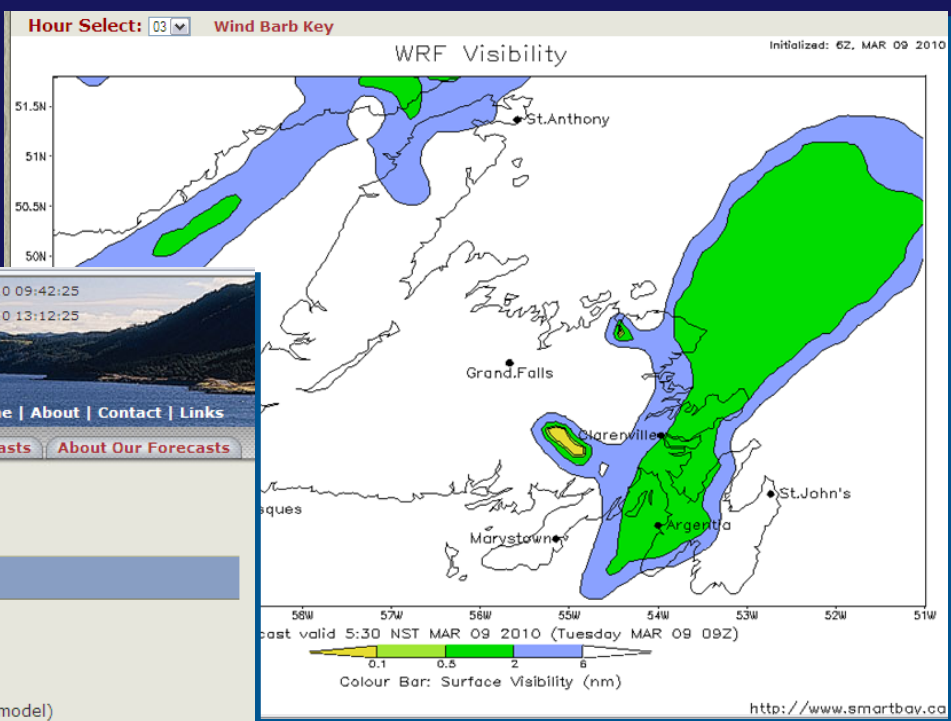 Hour Select: 03 Wind Barb Key
WRF Visibility
Initialized: 6Z, MAR 09 2010
51.5N
51N
50.5N
50N
St.Anthony
Grand.Falls
Clarenville
St.John's
Argentia
Marystown
sques
58W 57W 56W 55W 54W 53W 52W 51W
cast valid 5:30 NST MAR 09 2010 (Tuesday MAR 09 09Z)
0.1 0.5 2 6
Colour Bar: Surface Visibility (nm)
http://www.smartbay.ca
0 09:42:25
0 13:12:25
e | About | Contact | Links
asts About Our Forecasts
model)